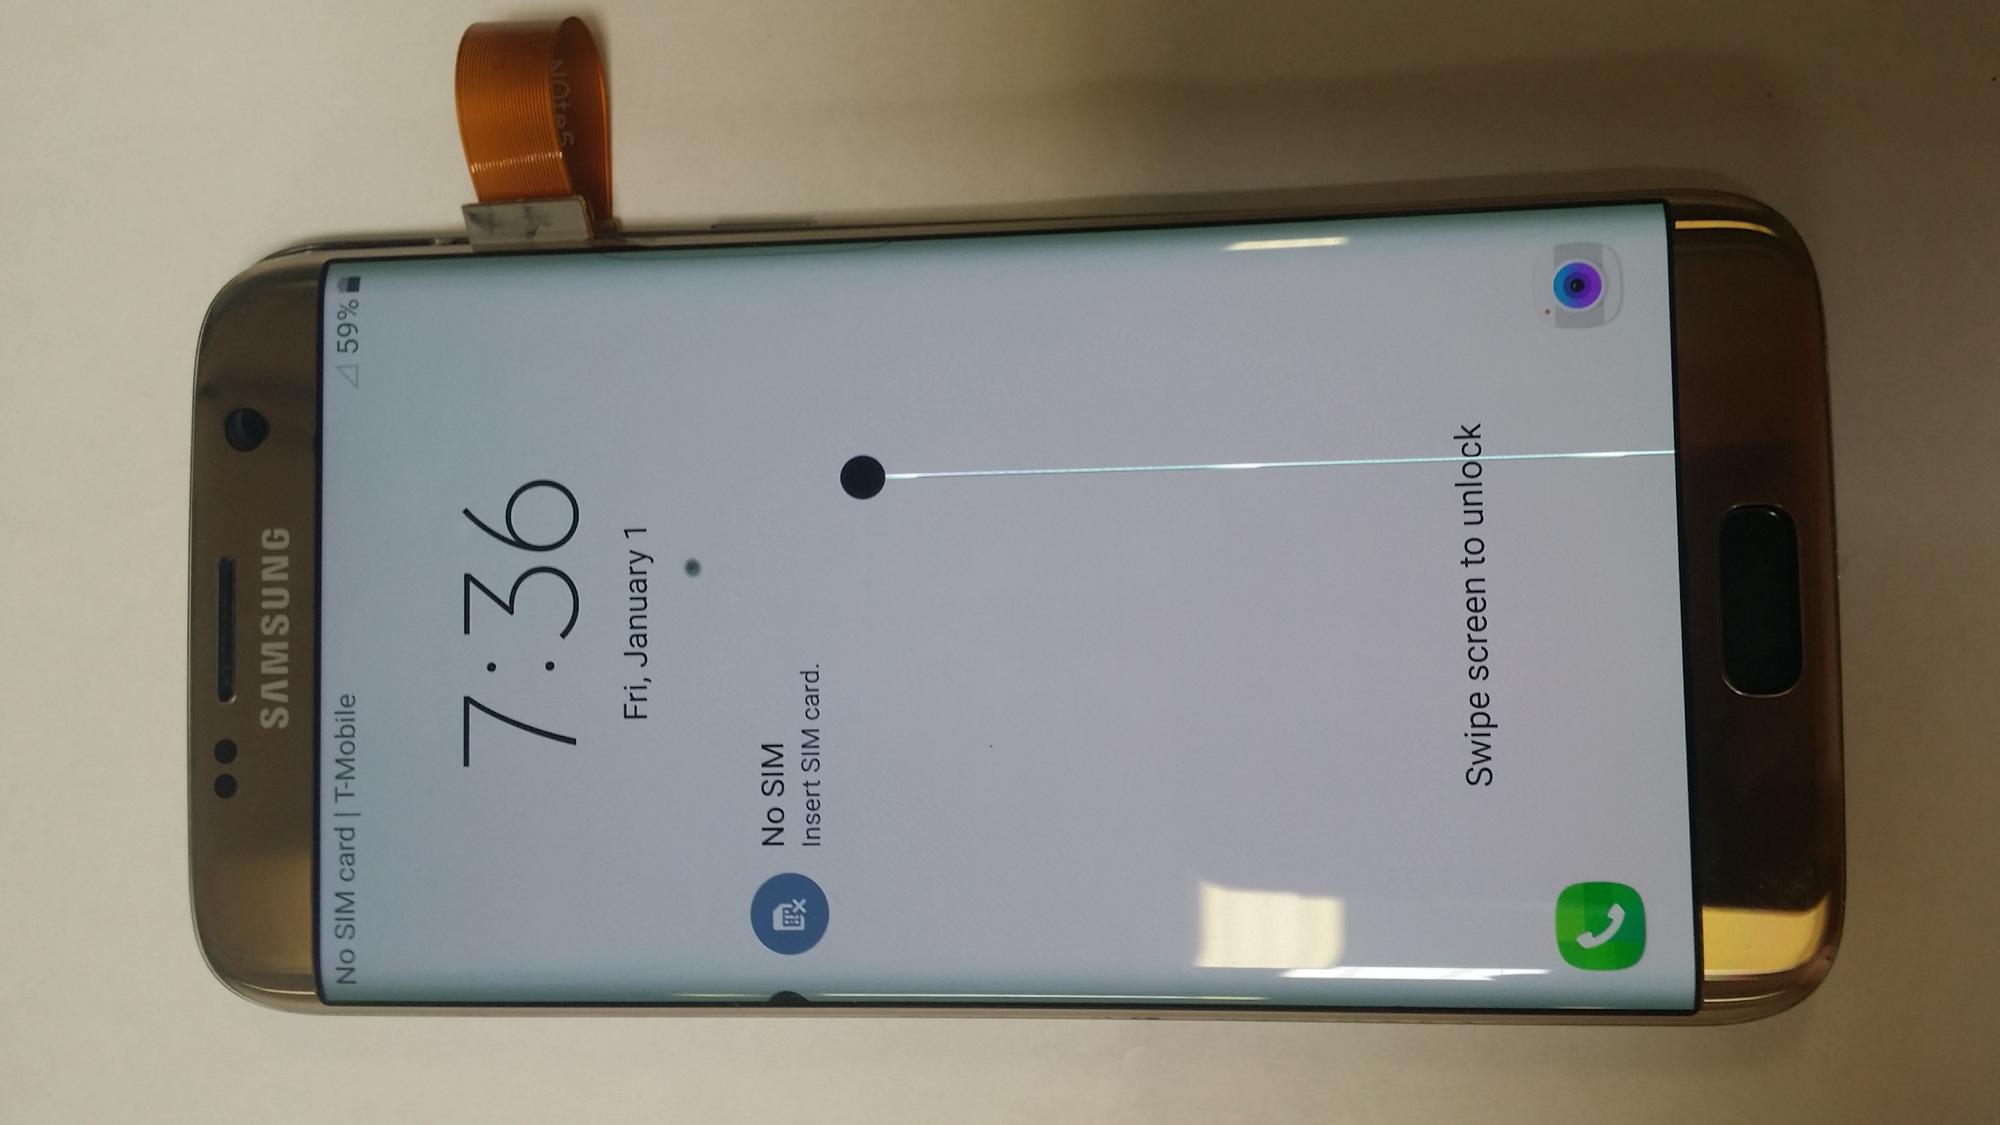 NOte5
SAMSUNG
No SIM card | T-Mobile
59%
7:36
Fri, January 1
No SIM
Insert SIM card.
Swipe screen to unlock